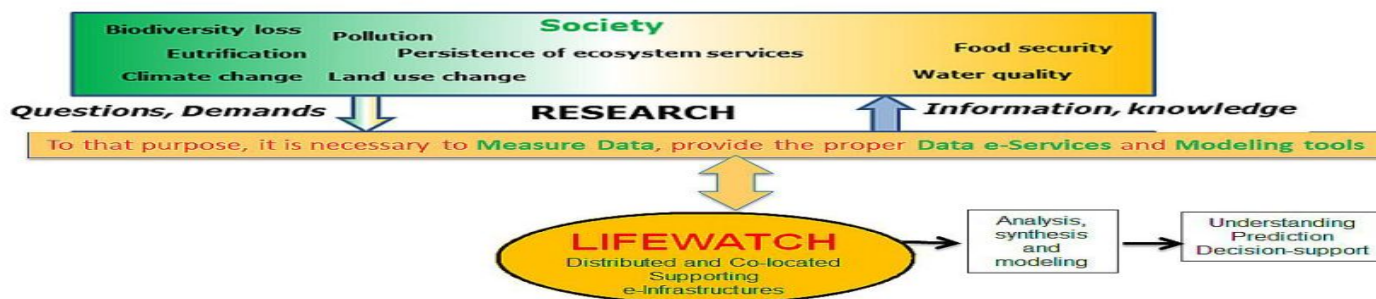 Society
Biodiversity loss
Pollution
Eutrification
Persistence of ecosystem services
Food security
Climate change
Land use change
Water quality
Questions, Demands
RESEARCH
Information, knowledge
To that purpose, it is necessary to Measure Data, provide the proper Data e-Services and Modeling tools
LIFEWATCH
Distributed and Co-located
Supporting
e-Infrastructures
Analysis,
synthesis
and
modeling
Understanding
Prediction
Decision-support